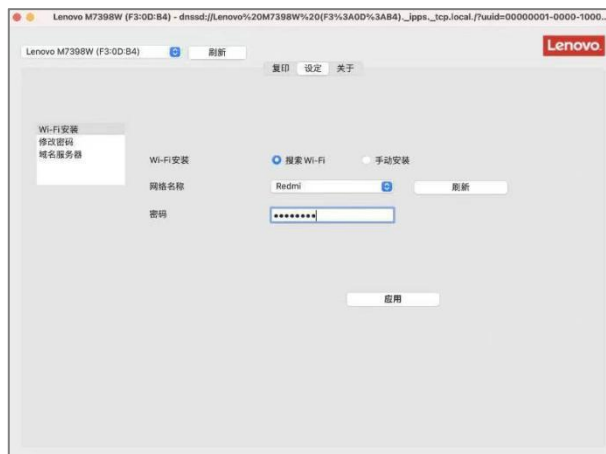 Lenovo M7398W (F3:0D:B4) - dnssd://Lenovo%20M7398W%20(F3%3A0D%3AB4)._ipps._tcp.local./?uuid=00000001-0000-1000...
Lenovo M7398W (F3:0D:B4) 刷新
Lenovo
复印 设定 关于
Wi-Fi安装
修改密码
域名服务器
Wi-Fi安装 搜索Wi-Fi 手动安装
网络名称 Redmi 刷新
密码 ••••••••
应用